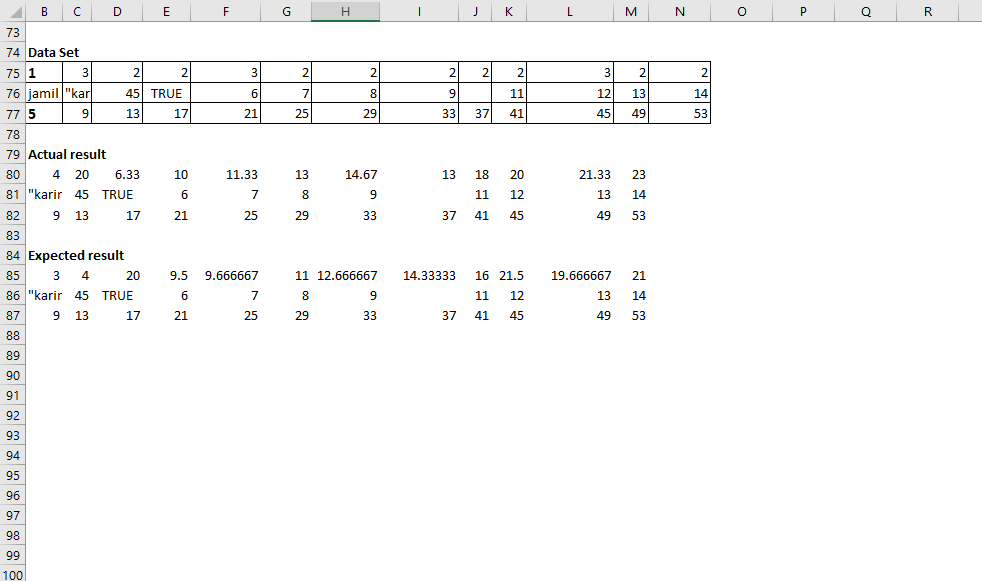 B C D E F G H I J K L M N O P Q R
73
74 Data Set
75 1 3 2 2 3 2 2 2 2 2 3 2 2
76 jamil "kar 45 TRUE 6 7 8 9 11 12 13 14
77 5 9 13 17 21 25 29 33 37 41 45 49 53
78
79 Actual result
80 4 20 6.33 10 11.33 13 14.67 13 18 20 21.33 23
81 "karir 45 TRUE 6 7 8 9 11 12 13 14
82 9 13 17 21 25 29 33 37 41 45 49 53
83
84 Expected result
85 3 4 20 9.5 9.666667 11 12.666667 14.33333 16 21.5 19.666667 21
86 "karir 45 TRUE 6 7 8 9 11 12 13 14
87 9 13 17 21 25 29 33 37 41 45 49 53
88
89
90
91
92
93
94
95
96
97
98
99
100